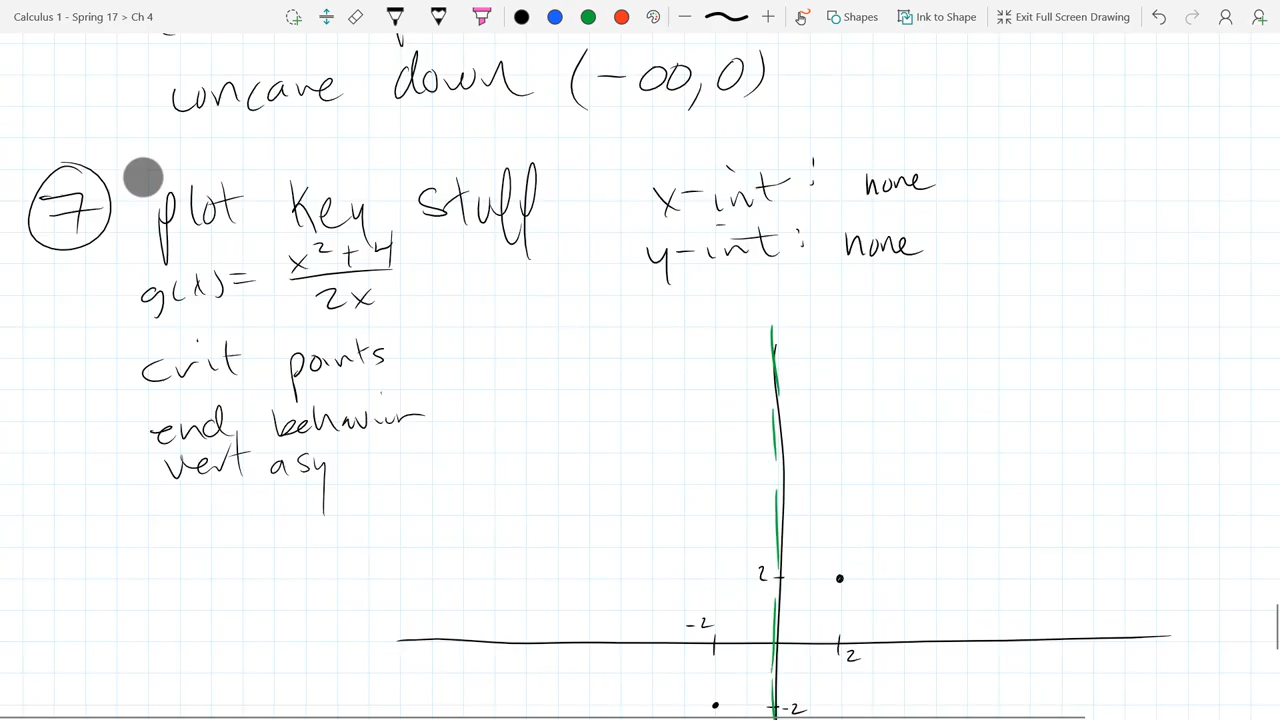 Calculus 1 - Spring 17 > Ch 4
Shapes
Ink to Shape
Exit Full Screen Drawing
concave down (-∞, 0)
7 plot key stuff
g(x) = x² + 4 / 2x
crit points
end behavior
vert asy
x-int: none
y-int: none
2
-2
2
-2